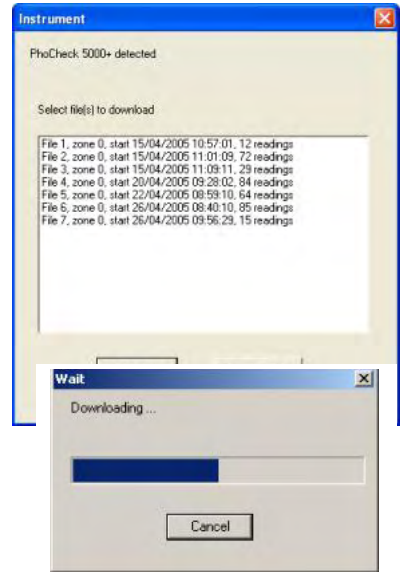 Instrument
PhoCheck 5000+ detected
Select file(s) to download
File 1, zone 0, start 15/04/2005 10:57:01, 12 readings
File 2, zone 0, start 15/04/2005 11:01:09, 72 readings
File 3, zone 0, start 15/04/2005 11:09:11, 29 readings
File 4, zone 0, start 20/04/2005 09:28:02, 84 readings
File 5, zone 0, start 22/04/2005 08:59:10, 64 readings
File 6, zone 0, start 26/04/2005 08:40:10, 85 readings
File 7, zone 0, start 26/04/2005 09:56:29, 15 readings
Wait
Downloading ...
Cancel